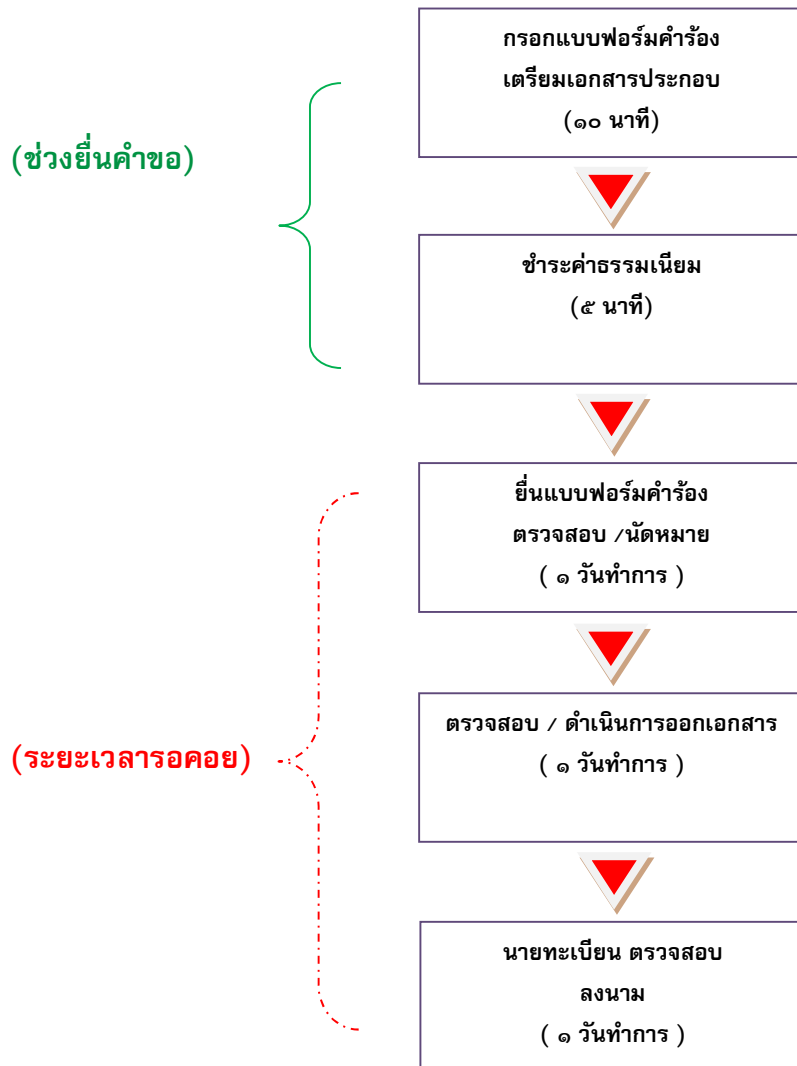 กรอกแบบฟอร์มคำร้อง
เตรียมเอกสารประกอบ
(๑๐ นาที)
(ช่วงยื่นคำขอ)
ชำระค่าธรรมเนียม
(๕ นาที)
ยื่นแบบฟอร์มคำร้อง
ตรวจสอบ /นัดหมาย
( ๑ วันทำการ )
ตรวจสอบ / ดำเนินการออกเอกสาร
( ๑ วันทำการ )
(ระยะเวลารอคอย)
นายทะเบียน ตรวจสอบ
ลงนาม
( ๑ วันทำการ )